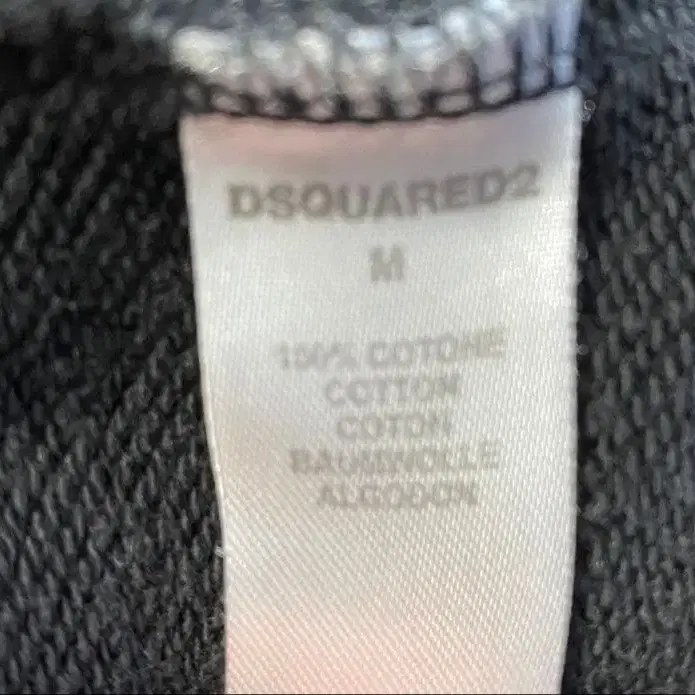 DSQUARED2
M
100% COTONE
COTTON
COTON
BAUMWOLLE
ALGODON